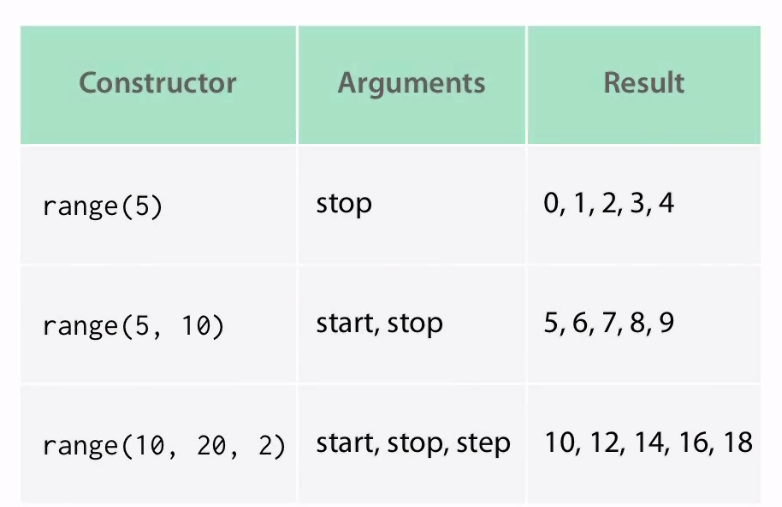 Constructor Arguments Result
range(5) stop 0, 1, 2, 3, 4
range(5, 10) start, stop 5, 6, 7, 8, 9
range(10, 20, 2) start, stop, step 10, 12, 14, 16, 18